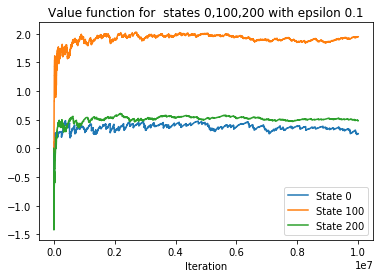 Value function for states 0,100,200 with epsilon 0.1
2.0
1.5
1.0
0.5
0.0
−0.5
−1.0
−1.5
State 0
State 100
State 200
0.0 0.2 0.4 0.6 0.8 1.0
1e7
Iteration